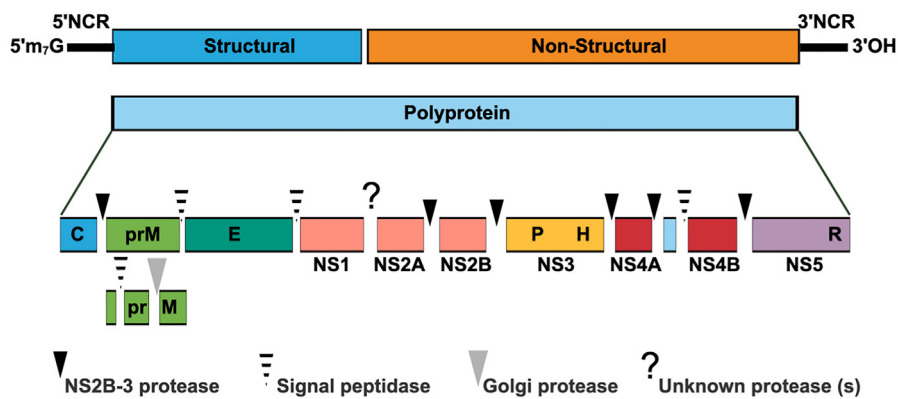 5'NCR 3'NCR
5'm₇G Structural Non-Structural 3'OH
Polyprotein
?
C prM E P H R
NS1 NS2A NS2B NS3 NS4A NS4B NS5
pr M
NS2B-3 protease Signal peptidase Golgi protease ? Unknown protease (s)